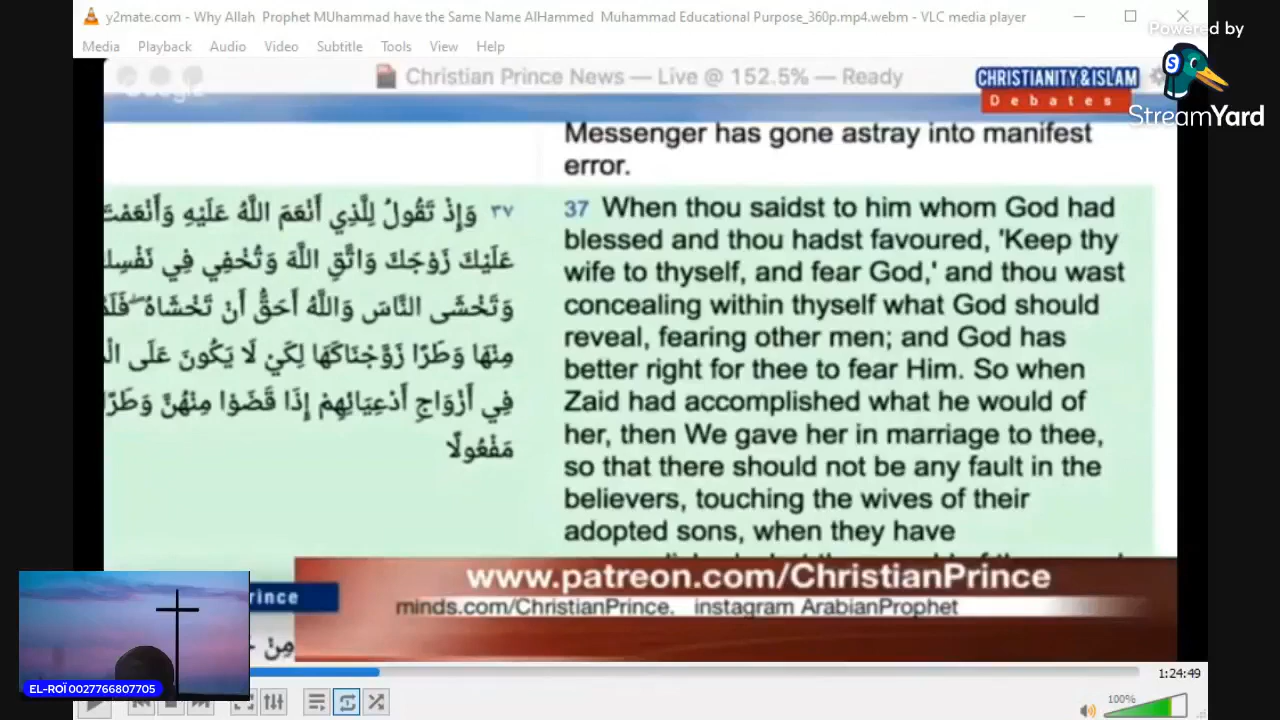 y2mate.com - Why Allah Prophet MUhammad have the Same Name AlHammed Muhammad Educational Purpose_360p.mp4.webm - VLC media player
Powered by
Media Playback Audio Video Subtitle Tools View Help
Christian Prince News — Live @ 152.5% — Ready
CHRISTIANITY & ISLAM
Debates
StreamYard
Messenger has gone astray into manifest
error.
٣٧ وَإِذْ تَقُولُ لِلَّذِي أَنْعَمَ اللَّهُ عَلَيْهِ وَأَنْعَمْتَ
عَلَيْكَ زَوْجَكَ وَاتَّقِ اللَّهَ وَتُخْفِي فِي
وَتَخْشَى النَّاسَ وَاللَّهُ أَحَقُّ أَنْ تَخْشَاهُ ۖ
مِنْهَا وَطَرًا زَوَّجْنَاكَهَا لِكَيْ لَا يَكُونَ عَلَى
فِي أَزْوَاجِ أَدْعِيَائِهِمْ إِذَا قَضَوْا مِنْهُنَّ وَطَرًا
مَفْعُولًا
37 When thou saidst to him whom God had
blessed and thou hadst favoured, 'Keep thy
wife to thyself, and fear God,' and thou wast
concealing within thyself what God should
reveal, fearing other men; and God has
better right for thee to fear Him. So when
Zaid had accomplished what he would of
her, then We gave her in marriage to thee,
so that there should not be any fault in the
believers, touching the wives of their
adopted sons, when they have
www.patreon.com/ChristianPrince
rince
minds.com/ChristianPrince. instagram ArabianProphet
مِنْ
1:24:49
EL-ROÏ 0027766807705
100%